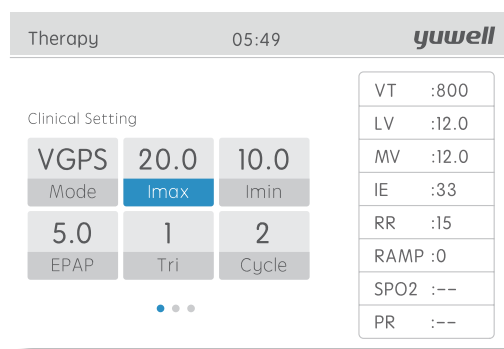 Therapy 05:49 yuwell
Clinical Setting
VGPS 20.0 10.0
Mode Imax Imin
5.0 1 2
EPAP Tri Cycle
VT :800
LV :12.0
MV :12.0
IE :33
RR :15
RAMP :0
SPO2 :--
PR :--